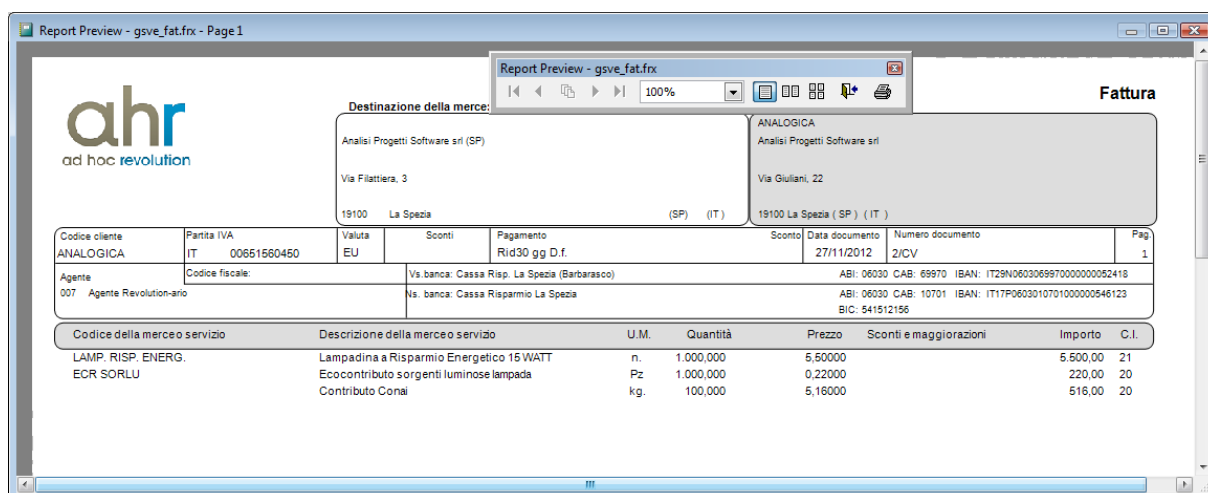 Report Preview - gsve_fat.frx - Page 1
Report Preview - gsve_fat.frx
100%
ahr
ad hoc revolution
Destinazione della merce:
Fattura
Analisi Progetti Software srl (SP)
Via Filattiera, 3
19100 La Spezia (SP) (IT )
ANALOGICA
Analisi Progetti Software srl
Via Giuliani, 22
19100 La Spezia ( SP ) ( IT )
Codice cliente Partita IVA Valuta Sconti Pagamento Sconto Data documento Numero documento Pag.
ANALOGICA IT 00651560450 EU Rid30 gg D.f. 27/11/2012 2/CV 1
Agente Codice fiscale: Vs.banca: Cassa Risp. La Spezia (Barbarasco) ABI: 06030 CAB: 69970 IBAN: IT29N0603069970000000052418
007 Agente Revolution-ario Ns. banca: Cassa Risparmio La Spezia ABI: 06030 CAB: 10701 IBAN: IT17P0603010701000000546123
BIC: 541512156
Codice della merce o servizio Descrizione della merce o servizio U.M. Quantità Prezzo Sconti e maggiorazioni Importo C.I.
LAMP. RISP. ENERG. Lampadina a Risparmio Energetico 15 WATT n. 1.000,000 5,50000 5.500,00 21
ECR SORLU Ecocontributo sorgenti luminose lampada Pz 1.000,000 0,22000 220,00 20
Contributo Conai kg. 100,000 5,16000 516,00 20